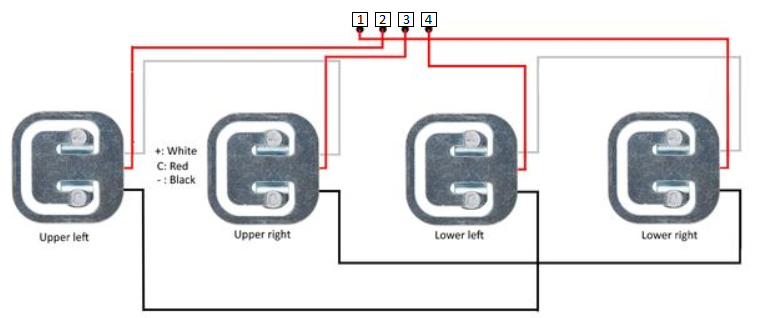 1 2 3 4
+: White
C: Red
- : Black
Upper left
Upper right
Lower left
Lower right